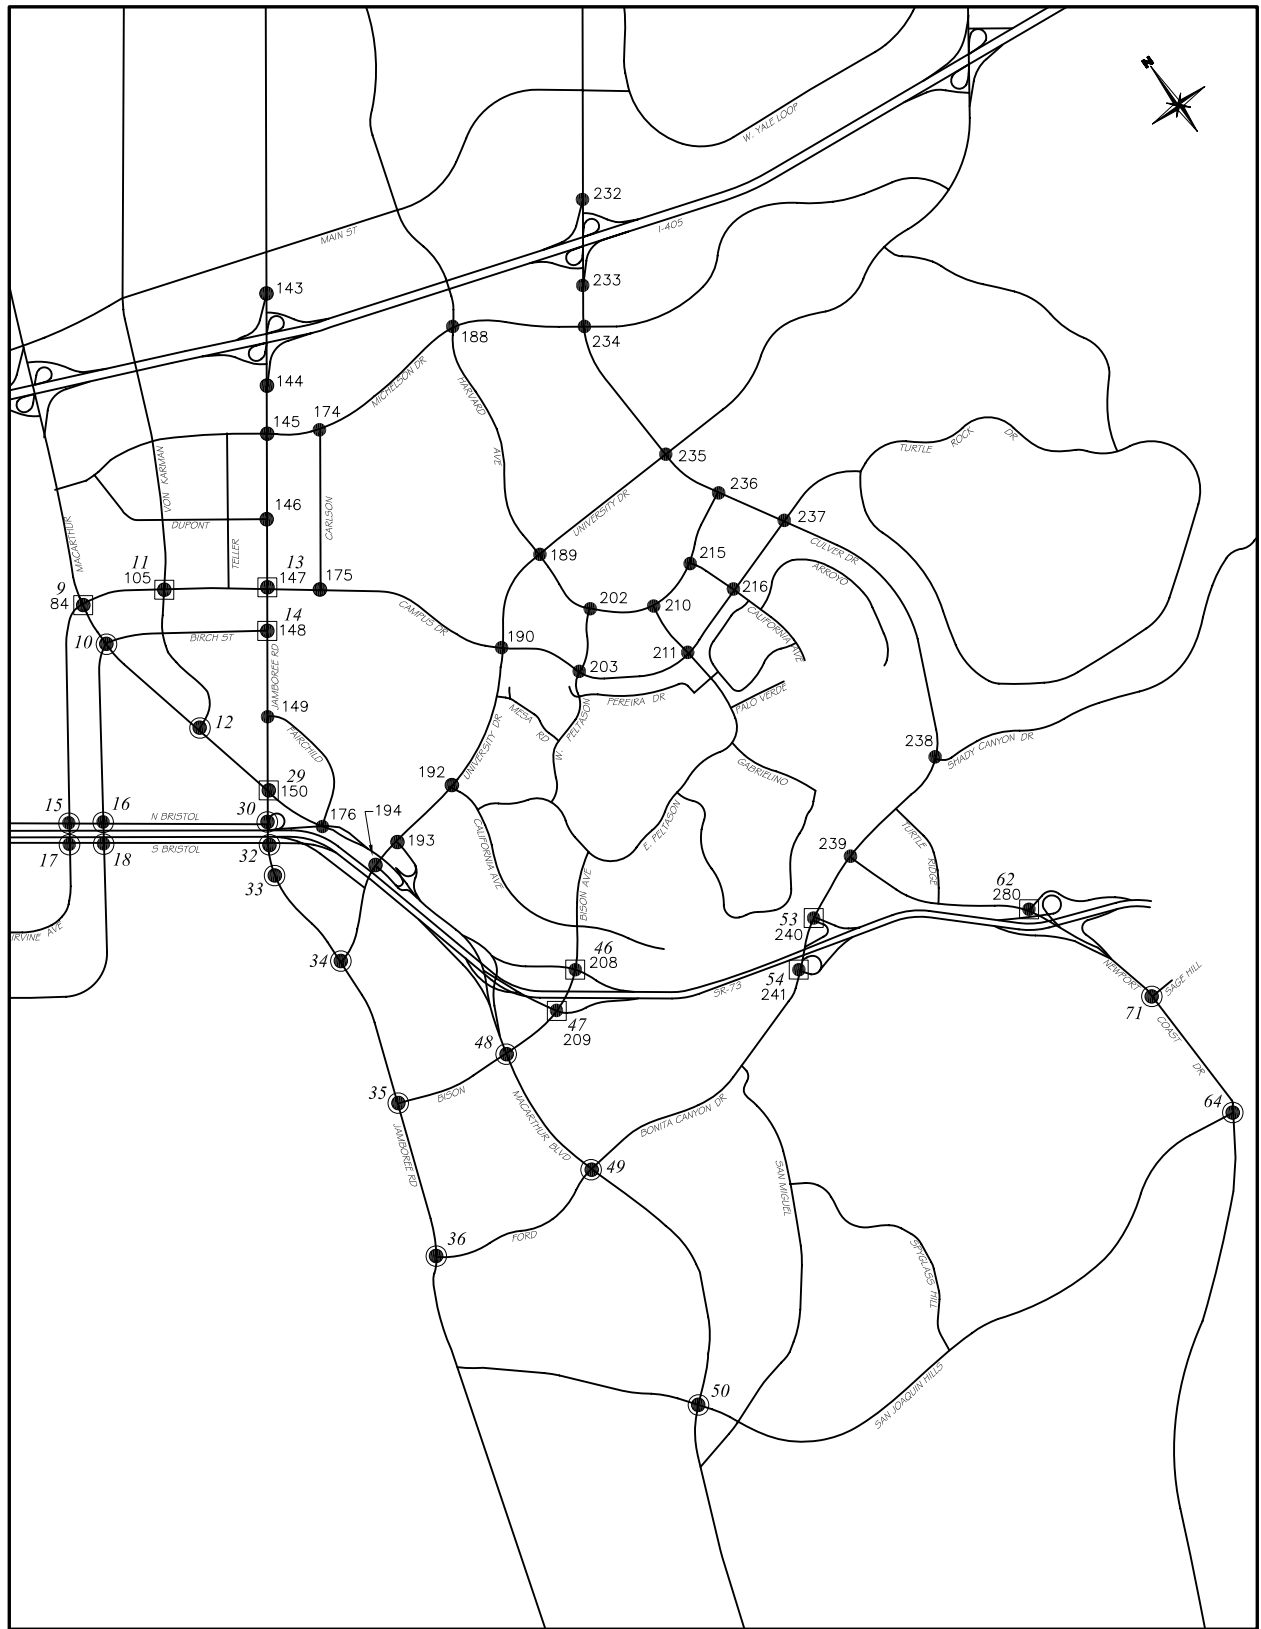 N
W. YALE LOOP
232
I-405
MAIN ST
233
143
234
188
144
MICHELSON DR
HARVARD
AVE
174
145
TURTLE ROCK DR
235
VON KARMAN
236
UNIVERSITY DR
CARLSON
146
237
DUPONT
MACARTHUR
CULVER DR
TELLER
189
215
11
13
105
147
175
ARROYO
216
9
84
202
210
CAMPUS DR
14
148
CALIFORNIA AVE
10
BIRCH ST
190
211
JAMBOREE RD
203
PEREIRA DR
PALO VERDE
149
MESA RD
W. PELTASON
12
FAIRCHILD
UNIVERSITY DR
238
SHADY CANYON DR
192
GABRIELINO
29
150
15
16
N BRISTOL
30
176
194
193
E. PELTASON
TURTLE RIDGE
17
18
S BRISTOL
32
CALIFORNIA AVE
239
33
BISON AVE
62
280
53
240
IRVINE AVE
34
46
208
54
241
SR-73
NEWPORT COAST DR
SAGE HILL
71
47
209
48
35
BISON
MACARTHUR BLVD
BONITA CANYON DR
64
JAMBOREE RD
49
SAN MIGUEL
36
FORD
SPYGLASS HILL
50
SAN JOAQUIN HILLS